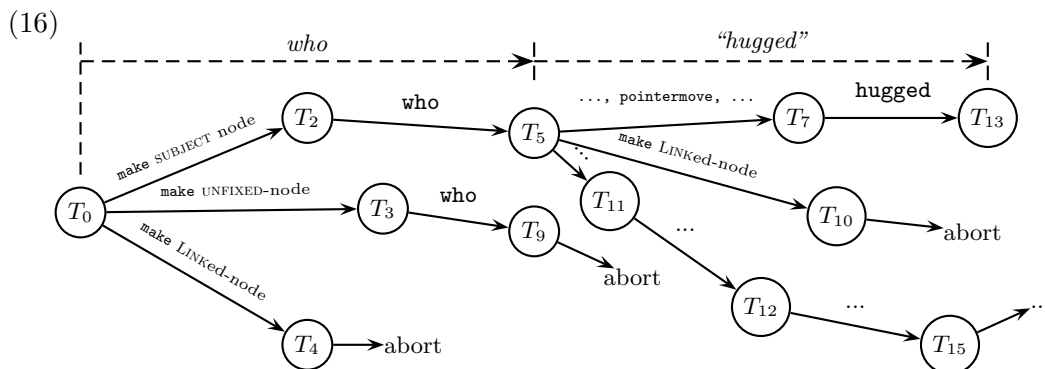 (16)
who
“hugged”
make SUBJECT node
T2
who
T5
..., pointermove, ...
T7
hugged
T13
make LINKed-node
...
T11
T0
make UNFIXED-node
T3
who
T9
T10
abort
...
make LINKed-node
abort
T12
...
..
T4
abort
T15